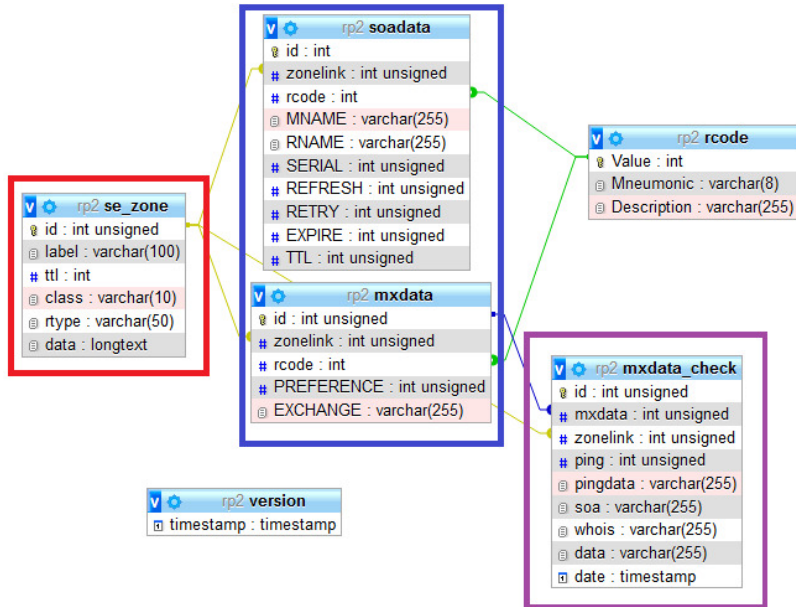 rp2 soadata
id : int
zonelink : int unsigned
rcode : int
MNAME : varchar(255)
RNAME : varchar(255)
SERIAL : int unsigned
REFRESH : int unsigned
RETRY : int unsigned
EXPIRE : int unsigned
TTL : int unsigned
rp2 rcode
Value : int
Mneumonic : varchar(8)
Description : varchar(255)
rp2 se_zone
id : int unsigned
label : varchar(100)
ttl : int
class : varchar(10)
rtype : varchar(50)
data : longtext
rp2 mxdata
id : int unsigned
zonelink : int unsigned
rcode : int
PREFERENCE : int unsigned
EXCHANGE : varchar(255)
rp2 mxdata_check
id : int unsigned
mxdata : int unsigned
zonelink : int unsigned
ping : int unsigned
pingdata : varchar(255)
soa : varchar(255)
whois : varchar(255)
data : varchar(255)
date : timestamp
rp2 version
timestamp : timestamp